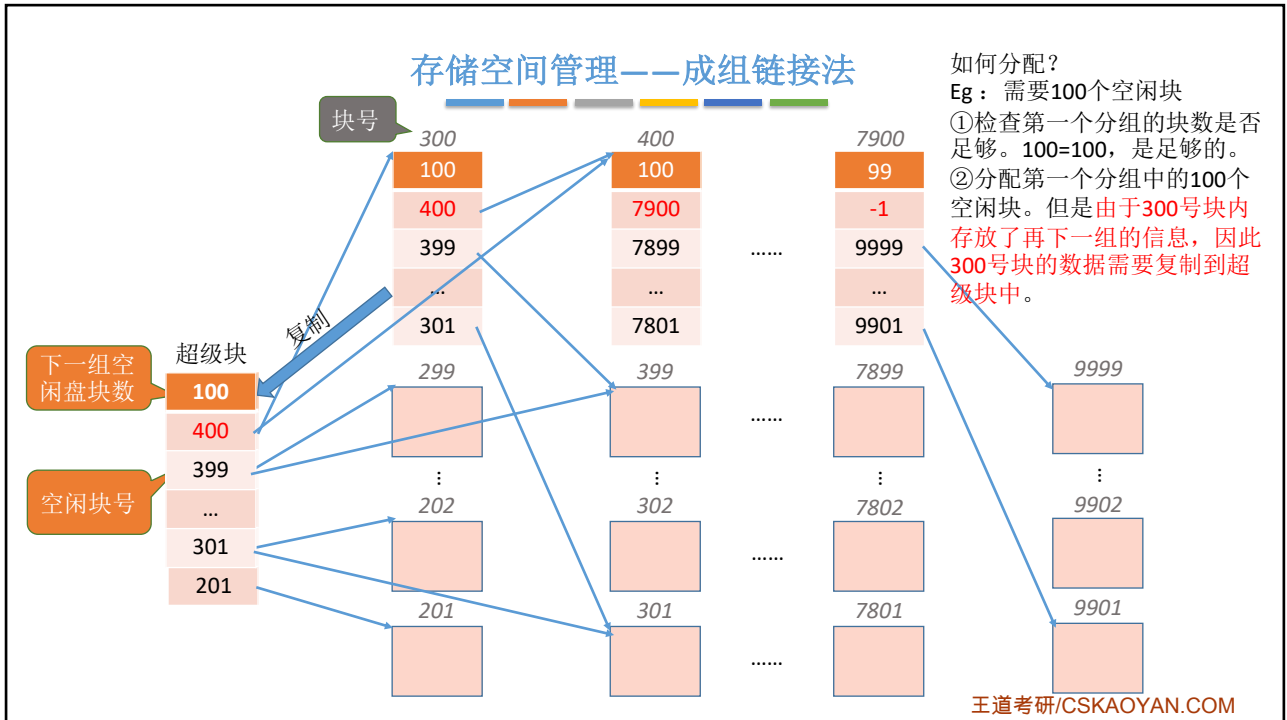 存储空间管理——成组链接法
如何分配？
Eg：需要100个空闲块
①检查第一个分组的块数是否
足够。100=100，是足够的。
②分配第一个分组中的100个
空闲块。但是由于300号块内
存放了再下一组的信息，因此
300号块的数据需要复制到超
级块中。
块号
300
100
400
399
...
301
400
100
7900
7899
...
7801
......
7900
99
-1
9999
...
9901
复制
超级块
下一组空
闲盘块数
100
400
399
...
301
201
空闲块号
299
...
202
201
399
...
302
301
......
......
......
7899
7802
7801
9999
...
9902
9901
王道考研/CSKAOYAN.COM